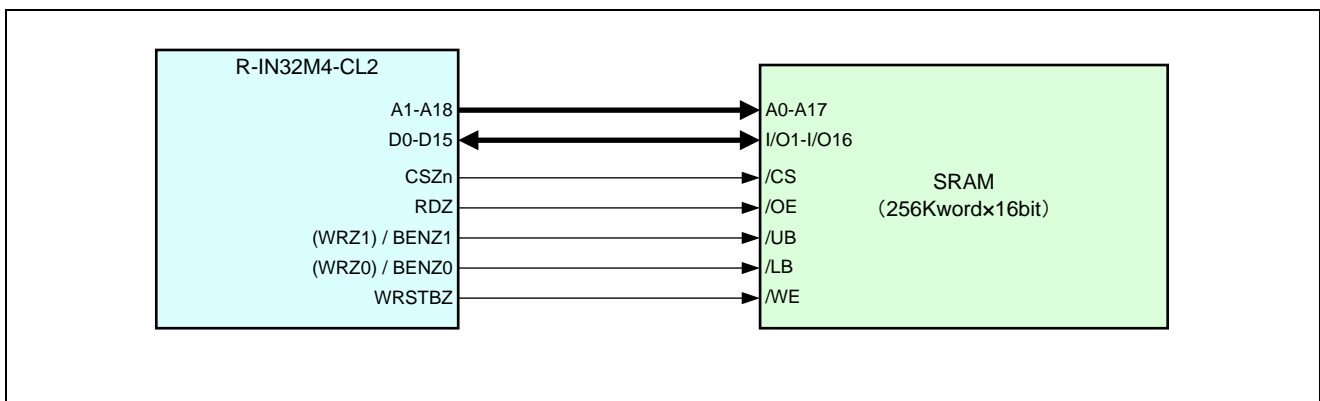 R-IN32M4-CL2
A1-A18
A0-A17
D0-D15
I/O1-I/O16
CSZn
/CS
SRAM
RDZ
/OE
（256Kword×16bit）
(WRZ1) / BENZ1
/UB
(WRZ0) / BENZ0
/LB
WRSTBZ
/WE